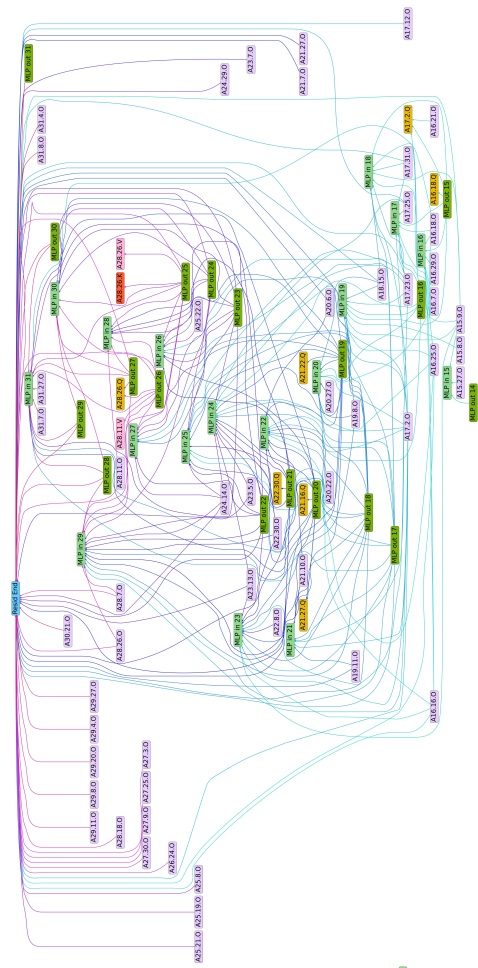 Resid End
MLP in 31
MLP out 31
A31.7.O
A31.27.O
A31.8.O
A31.4.O
MLP in 30
MLP out 30
A30.21.O
MLP in 29
MLP out 29
A29.11.O
A29.8.O
A29.20.O
A29.4.O
A29.27.O
MLP out 28
MLP in 28
A28.18.O
A28.26.O
A28.7.O
A28.11.O
A28.11.V
A28.26.Q
A28.26.K
A28.26.V
MLP in 27
MLP out 27
A27.30.O
A27.9.O
A27.25.O
A27.3.O
MLP out 26
MLP in 26
A26.24.O
MLP in 25
MLP out 25
A25.21.O
A25.19.O
A25.8.O
A25.22.O
MLP in 24
MLP out 24
A24.14.O
A24.29.O
MLP in 23
MLP out 23
A23.13.O
A23.5.O
A23.7.O
MLP out 22
MLP in 22
A22.8.O
A22.30.O
A22.30.Q
MLP in 21
MLP out 21
A21.27.Q
A21.10.O
A21.16.Q
A21.22.Q
A21.7.O
A21.27.O
MLP out 20
MLP in 20
A20.22.O
A20.27.O
A20.6.O
MLP out 19
MLP in 19
A19.11.O
A19.8.O
MLP out 18
MLP in 18
A18.15.O
MLP out 17
MLP in 17
A17.2.O
A17.23.O
A17.25.O
A17.31.O
A17.2.Q
A17.12.O
MLP out 16
MLP in 16
A16.16.O
A16.25.O
A16.7.O
A16.29.O
A16.18.O
A16.18.Q
A16.21.O
MLP in 15
MLP out 15
A15.27.O
A15.8.O
A15.9.O
MLP out 14